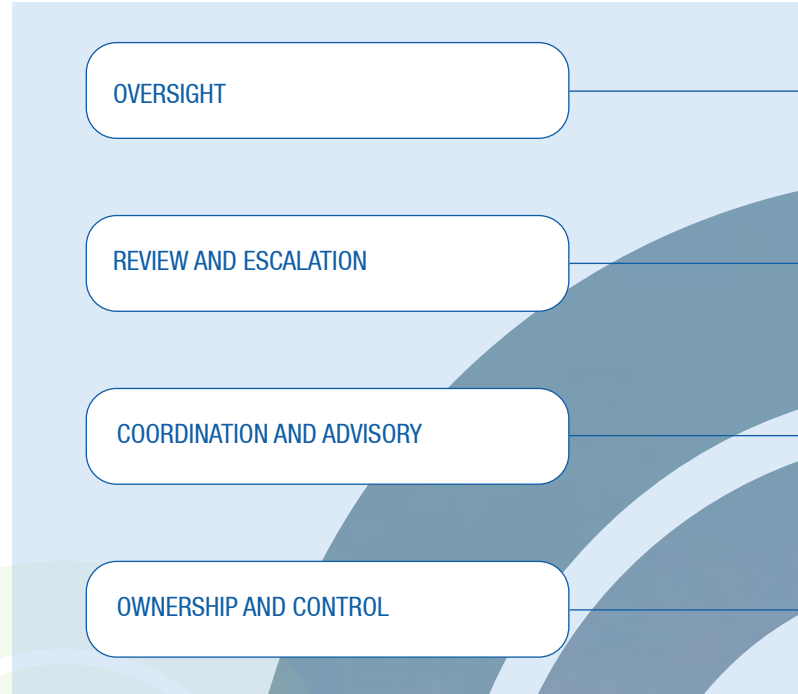 OVERSIGHT
REVIEW AND ESCALATION
COORDINATION AND ADVISORY
OWNERSHIP AND CONTROL